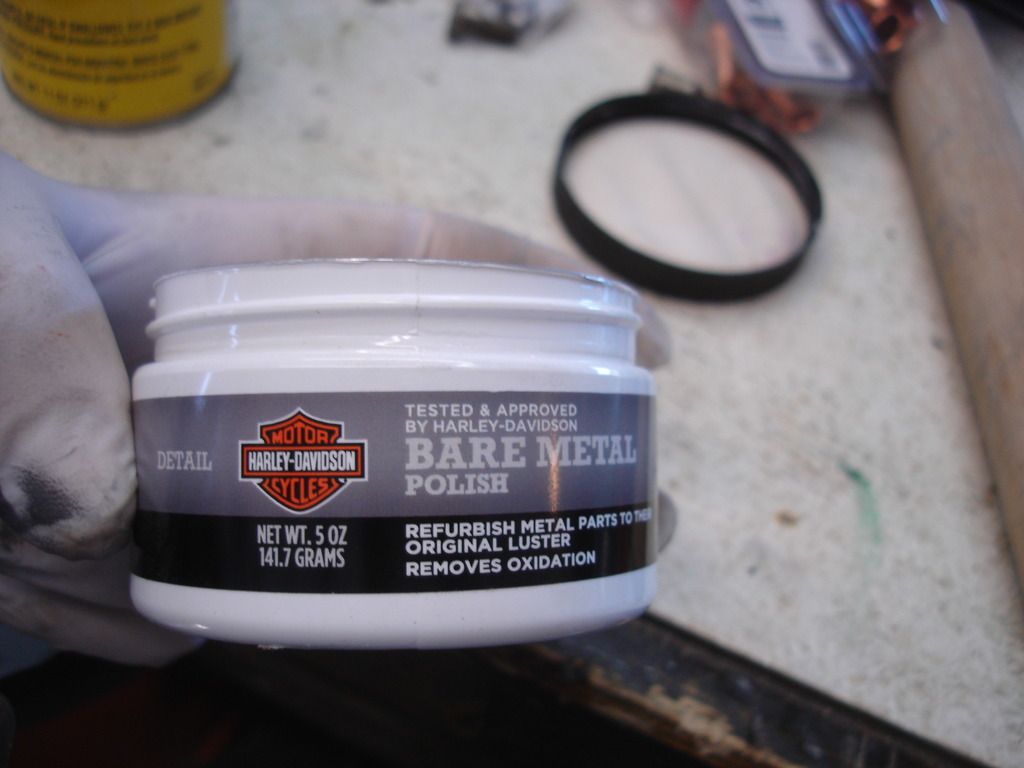 DETAIL
MOTOR
HARLEY-DAVIDSON
CYCLES
NET WT. 5 OZ
141.7 GRAMS
TESTED & APPROVED
BY HARLEY-DAVIDSON
BARE METAL
POLISH
REFURBISH METAL PARTS TO
ORIGINAL LUSTER
REMOVES OXIDATION